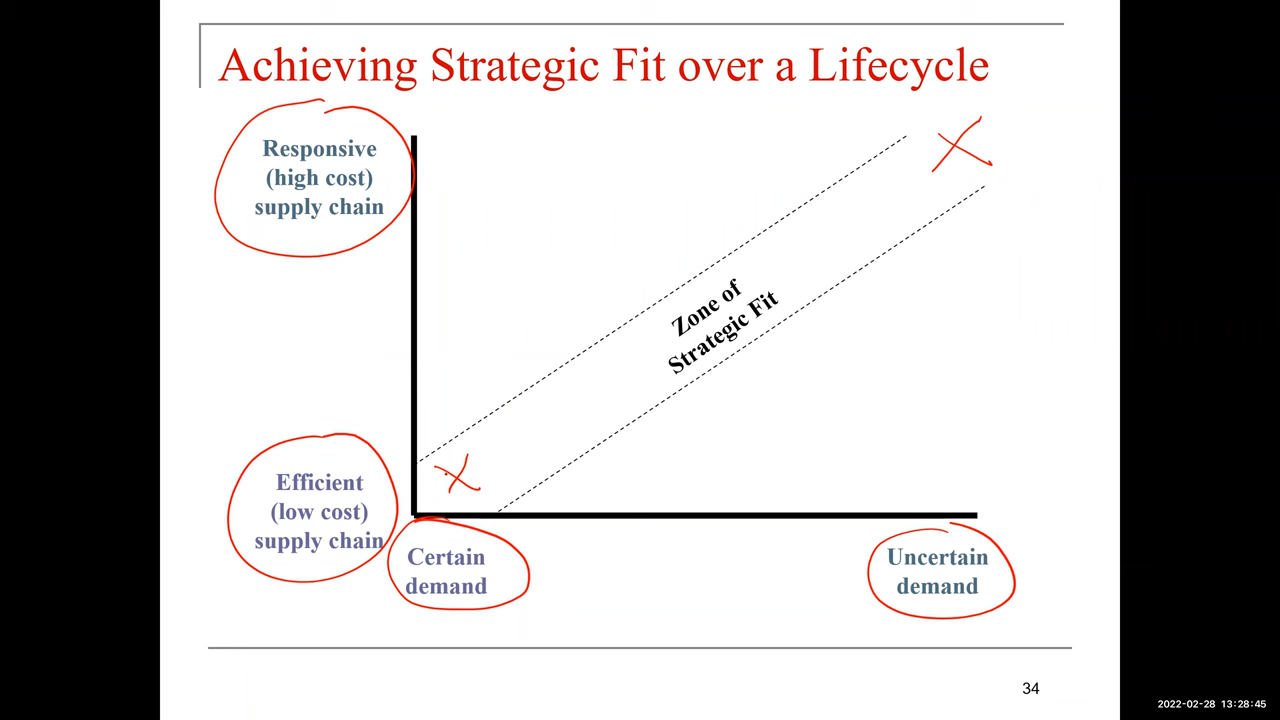 Achieving Strategic Fit over a Lifecycle
Responsive
(high cost)
supply chain
Zone of
Strategic Fit
Efficient
(low cost)
supply chain
Certain
demand
Uncertain
demand
34
2022-02-28 13:28:45